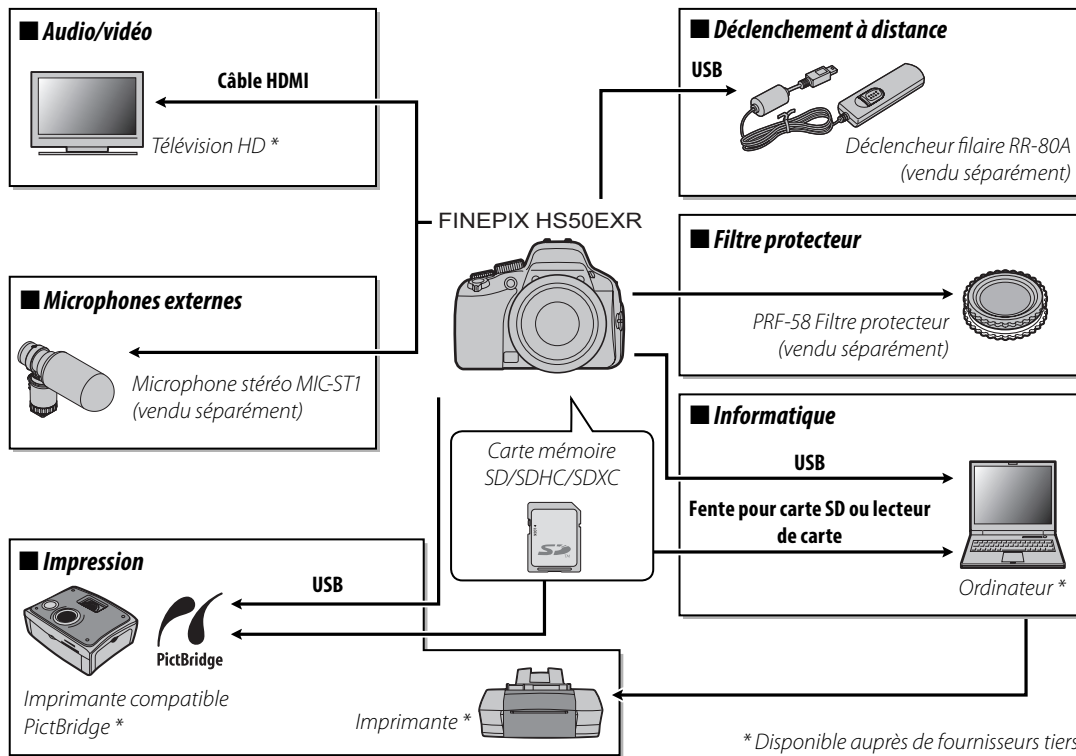 ■ Audio/vidéo
Câble HDMI
Télévision HD *
■ Déclenchement à distance
USB
Déclencheur filaire RR-80A
(vendu séparément)
FINEPIX HS50EXR
■ Filtre protecteur
PRF-58 Filtre protecteur
(vendu séparément)
■ Microphones externes
Microphone stéréo MIC-ST1
(vendu séparément)
Carte mémoire
SD/SDHC/SDXC
SD
■ Informatique
USB
Fente pour carte SD ou lecteur
de carte
Ordinateur *
■ Impression
USB
PictBridge
Imprimante compatible
PictBridge *
Imprimante *
* Disponible auprès de fournisseurs tiers